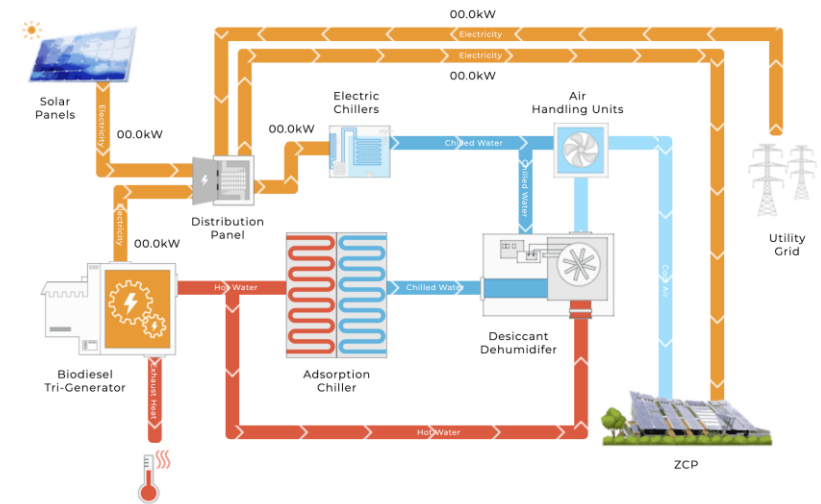 00.0kW
Electricity
Electricity
00.0kW
Solar
Panels
Electricity
00.0kW
00.0kW
Electric
Chillers
Air
Handling Units
Chilled Water
Chilled Water
Distribution
Panel
Utility
Grid
Electricity
00.0kW
Hot Water
Chilled Water
Cool Air
Biodiesel
Tri-Generator
Adsorption
Chiller
Desiccant
Dehumidifer
Exhaust Heat
Hot Water
ZCP